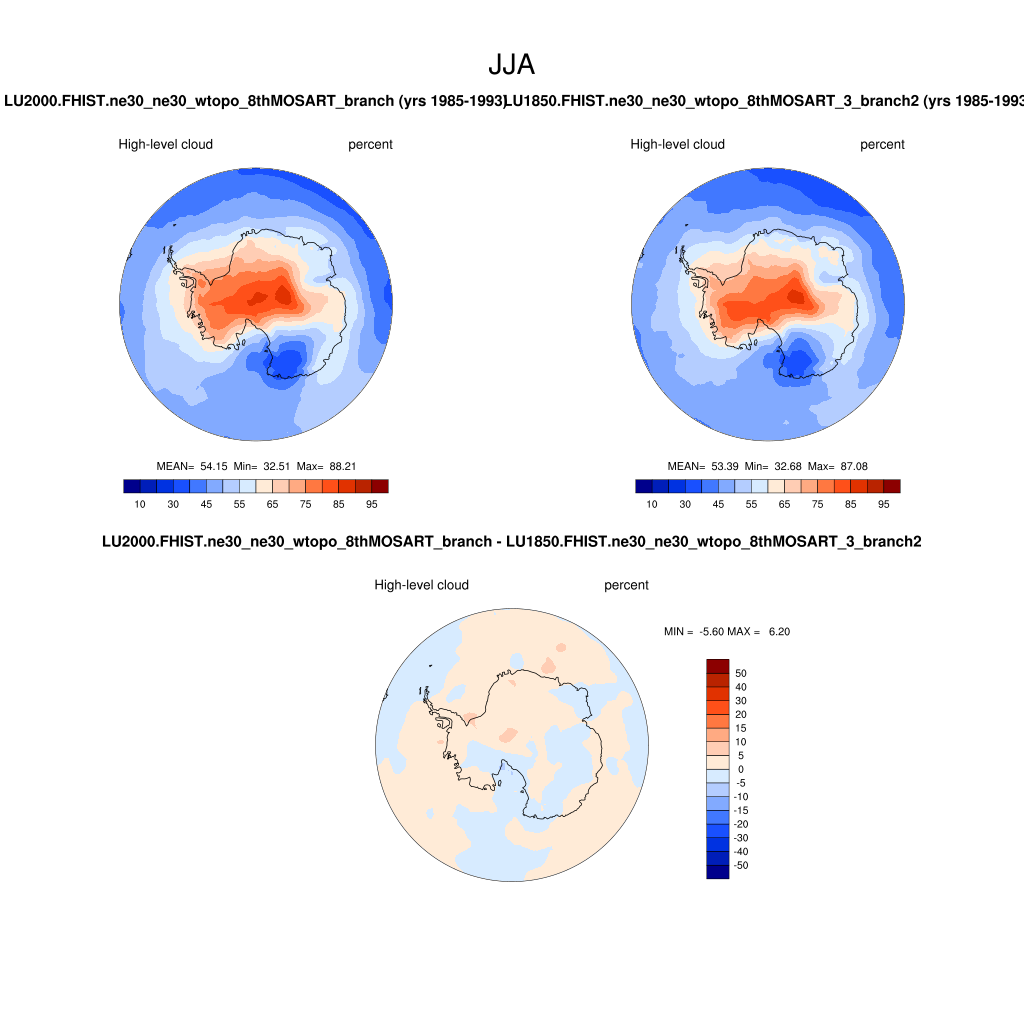 JJA
LU2000.FHIST.ne30_ne30_wtopo_8thMOSART_branch (yrs 1985-1993)
LU1850.FHIST.ne30_ne30_wtopo_8thMOSART_3_branch2 (yrs 1985-1993
High-level cloud percent
High-level cloud percent
MEAN= 54.15 Min= 32.51 Max= 88.21
MEAN= 53.39 Min= 32.68 Max= 87.08
10 30 45 55 65 75 85 95
10 30 45 55 65 75 85 95
LU2000.FHIST.ne30_ne30_wtopo_8thMOSART_branch - LU1850.FHIST.ne30_ne30_wtopo_8thMOSART_3_branch2
High-level cloud percent
MIN = -5.60 MAX = 6.20
50
40
30
20
15
10
5
0
-5
-10
-15
-20
-30
-40
-50